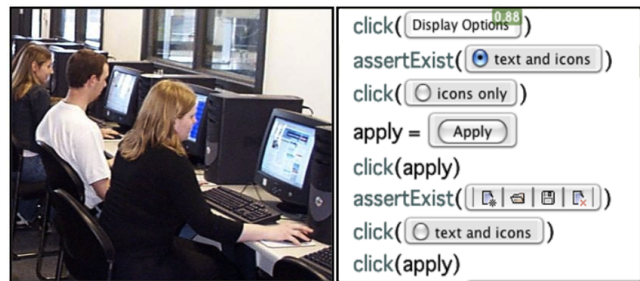 click( Display Options 0.88 )
assertExist( text and icons )
click( icons only )
apply = Apply
click(apply)
assertExist( )
click( text and icons )
click(apply)